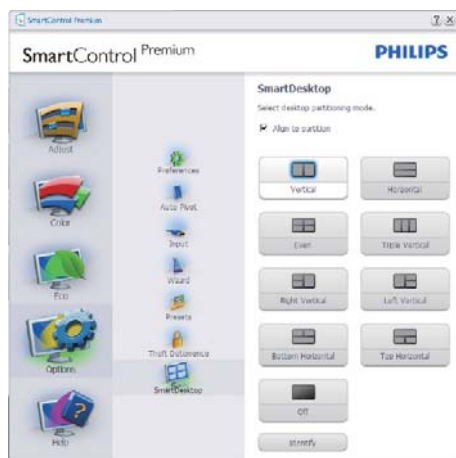 SmartControl Premium
SmartControl Premium
PHILIPS
Adjust
Color
Eco
Options
Help
Preferences
Auto Pivot
Input
Wizard
Presets
Theft Deterrence
SmartDesktop
SmartDesktop
Select desktop partitioning mode.
Align to partition
Vertical
Horizontal
Even
Triple Vertical
Right Vertical
Left Vertical
Bottom Horizontal
Top Horizontal
Off
Identify